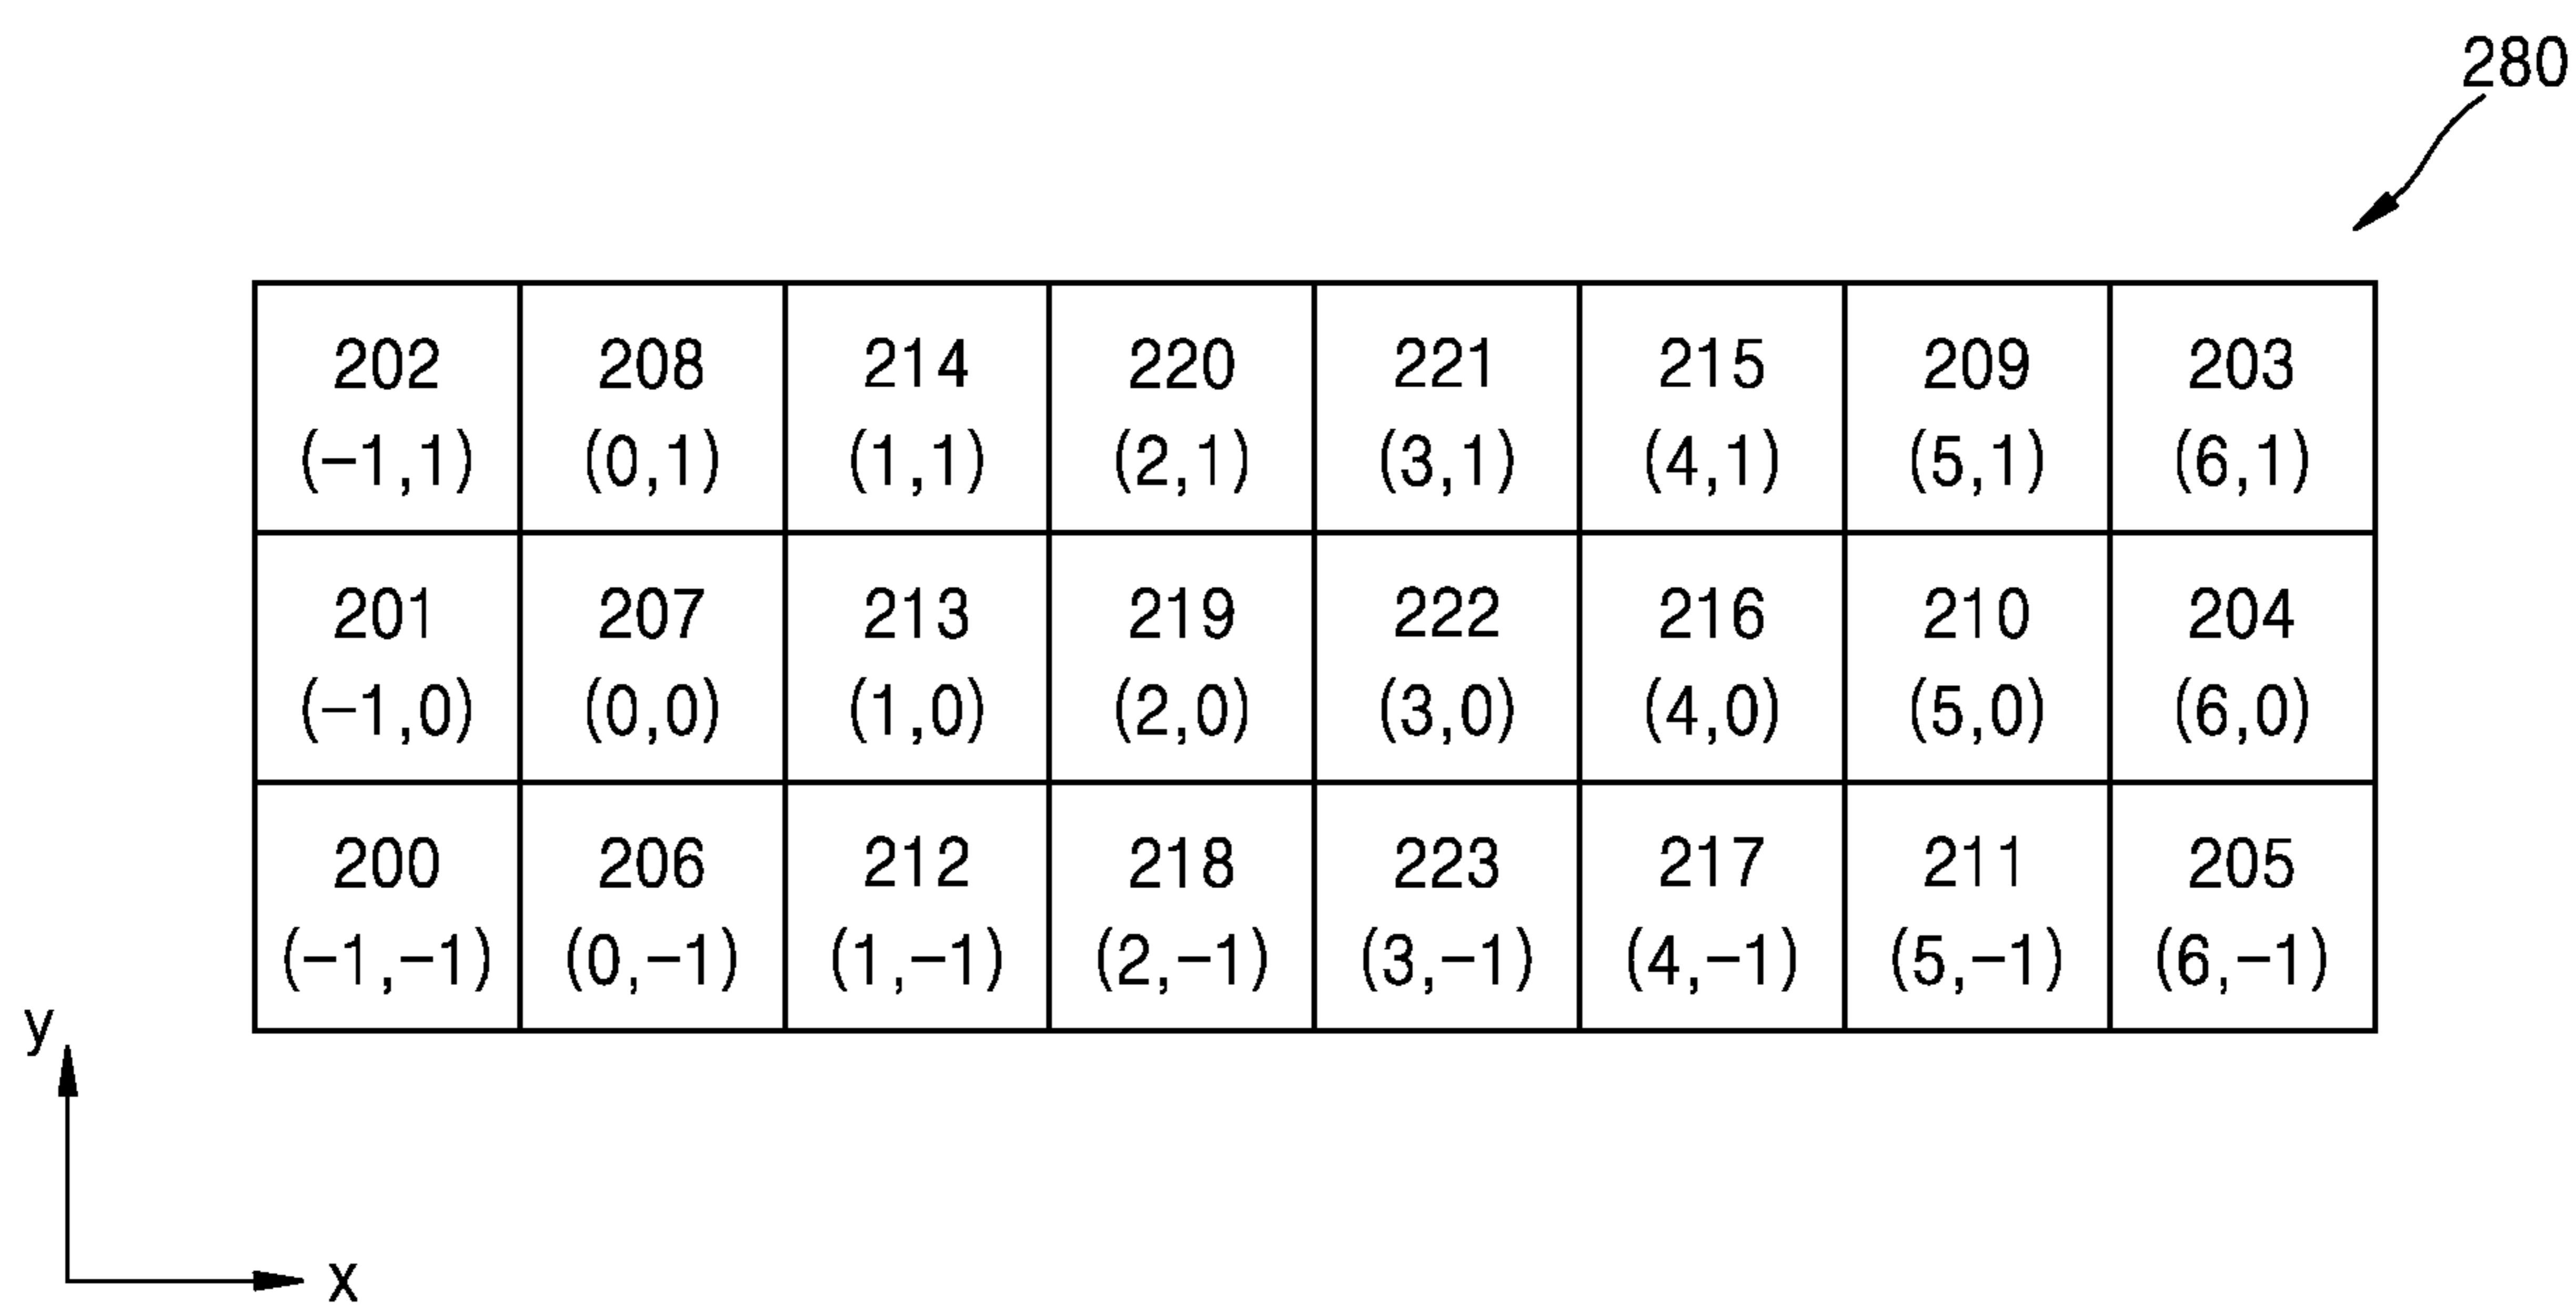 280
202 208 214 220 221 215 209 203
(−1,1) (0,1) (1,1) (2,1) (3,1) (4,1) (5,1) (6,1)
201 207 213 219 222 216 210 204
(−1,0) (0,0) (1,0) (2,0) (3,0) (4,0) (5,0) (6,0)
200 206 212 218 223 217 211 205
(−1,−1) (0,−1) (1,−1) (2,−1) (3,−1) (4,−1) (5,−1) (6,−1)
y
x